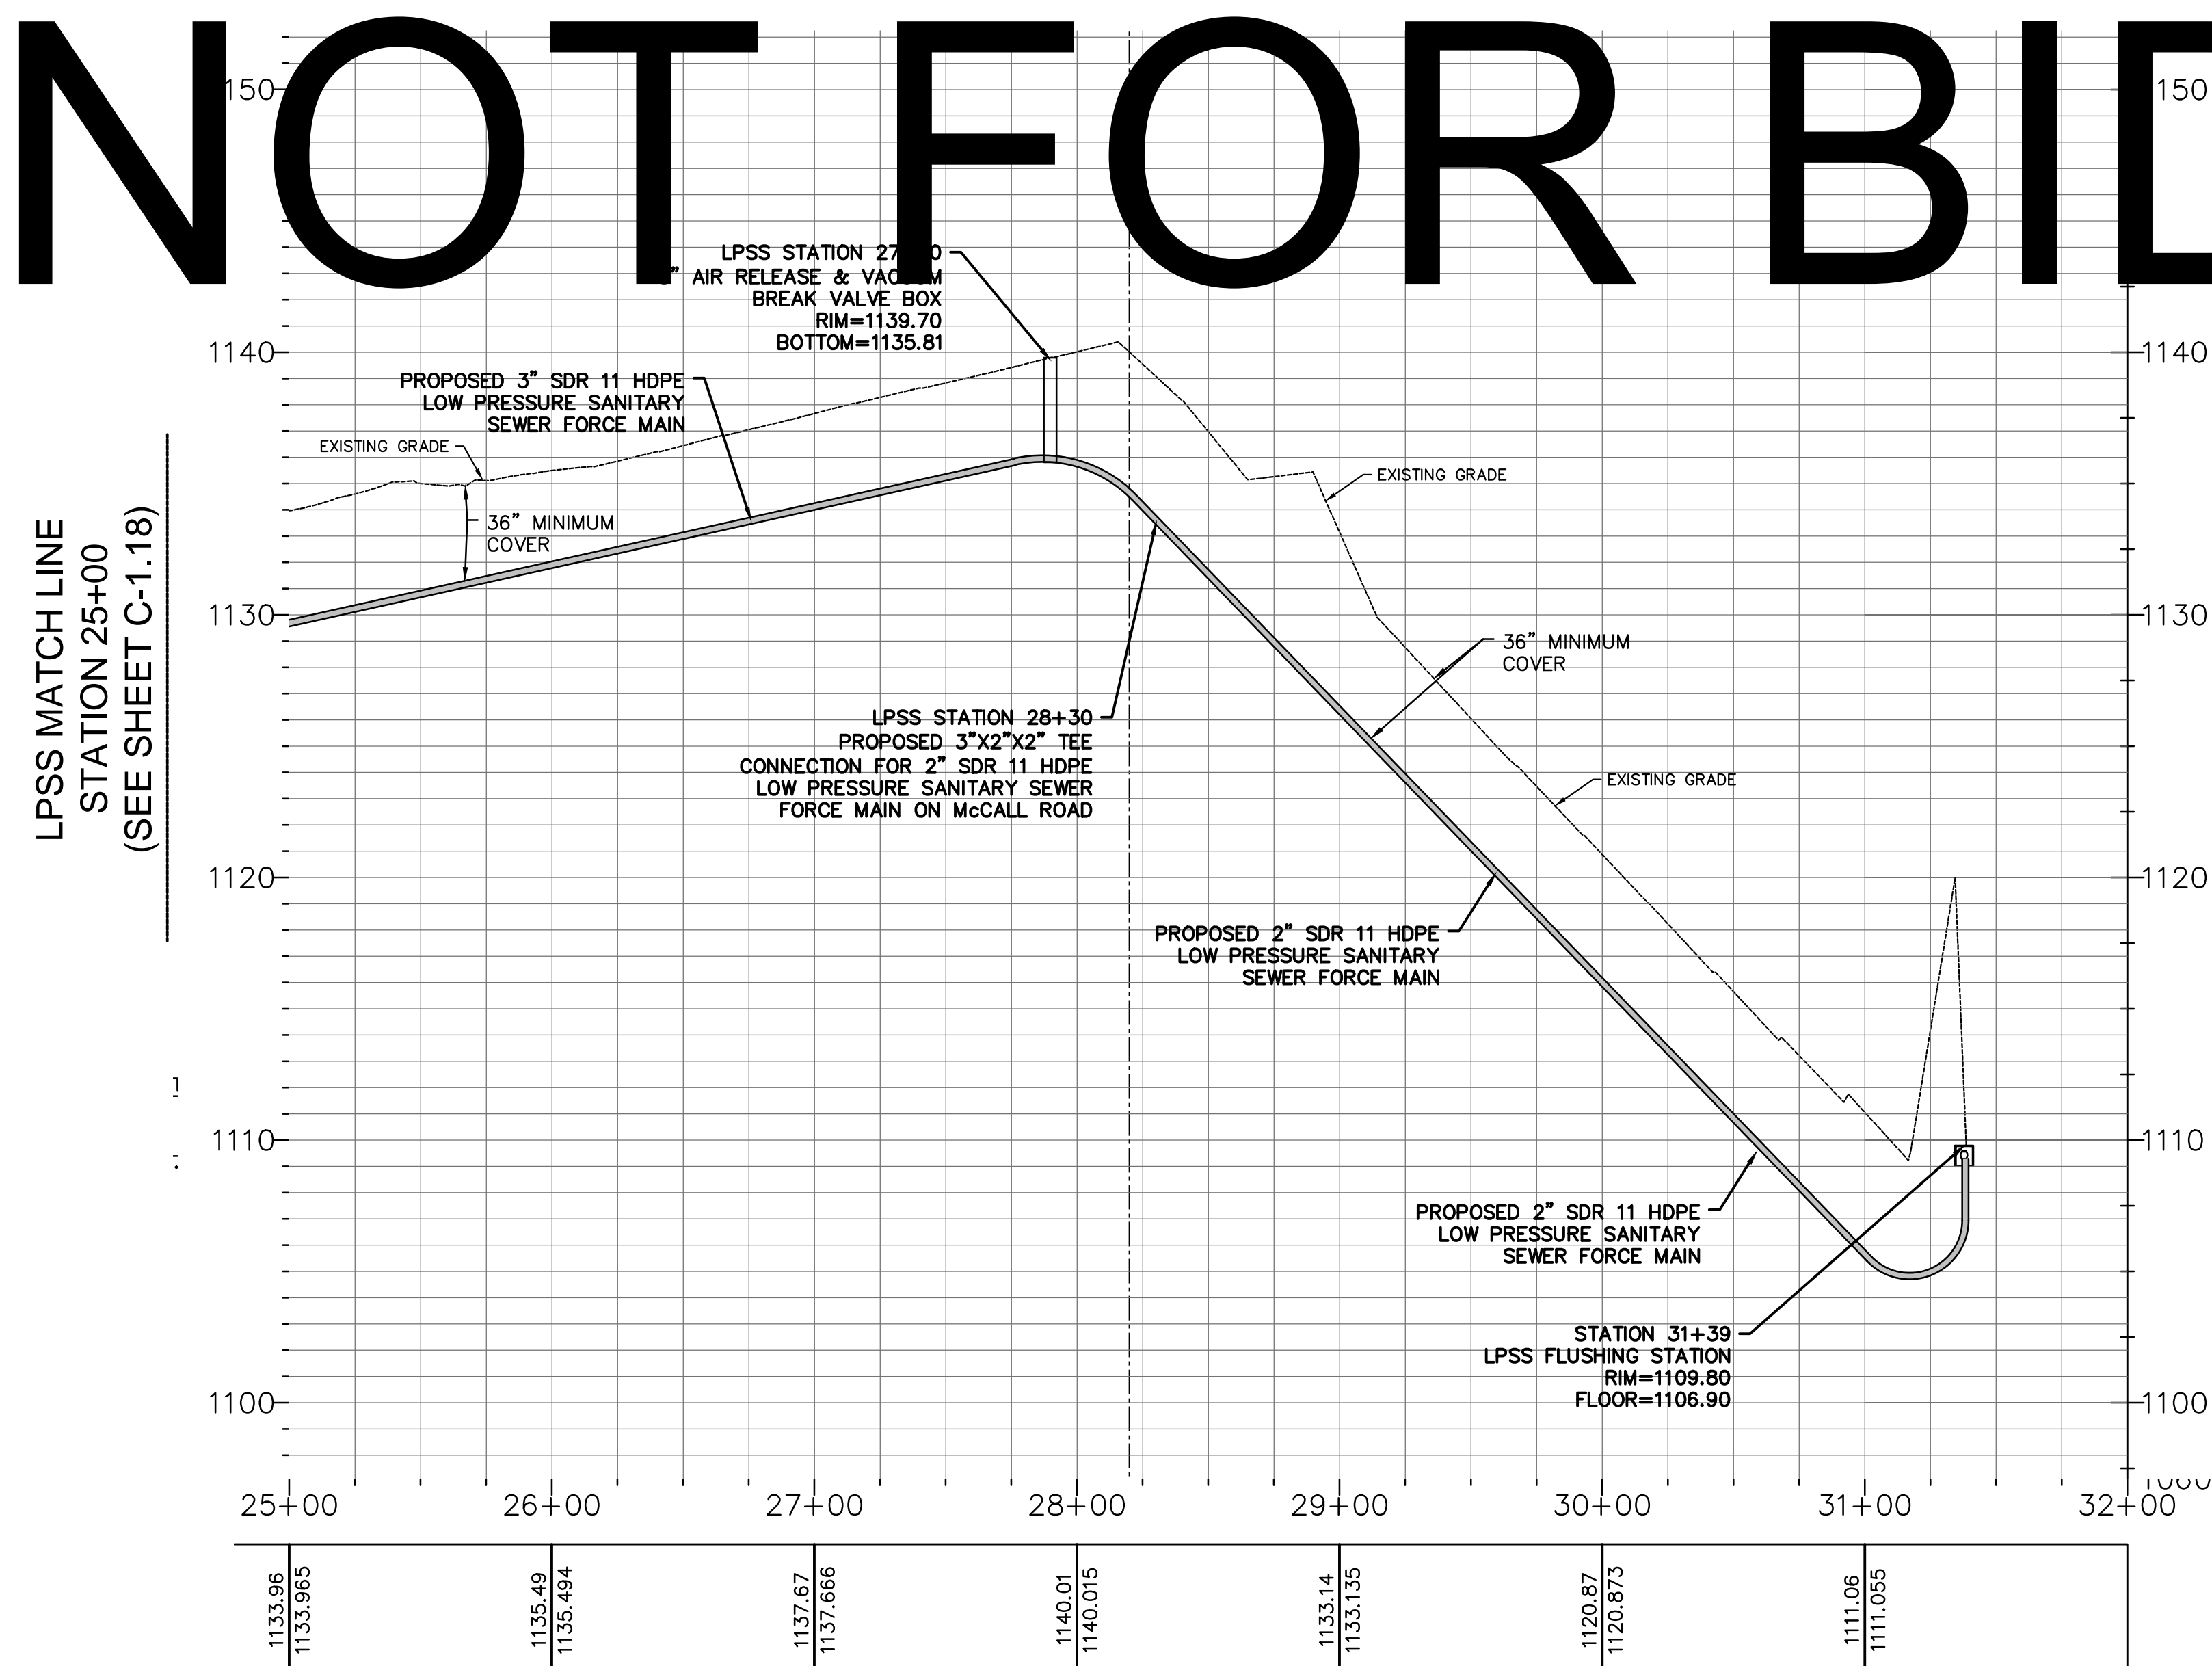 NOT FOR BID
150
150
LPSS STATION
AIR RELEASE & VACUUM
BREAK VALVE BOX
RIM=1139.70
BOTTOM=1135.81
1140
1140
PROPOSED 3" SDR 11 HDPE
LOW PRESSURE SANITARY
SEWER FORCE MAIN
EXISTING GRADE
EXISTING GRADE
36" MINIMUM
COVER
LPSS MATCH LINE
STATION 25+00
(SEE SHEET C-1.18)
1130
1130
36" MINIMUM
COVER
LPSS STATION 28+30
PROPOSED 3"X2"X2" TEE
CONNECTION FOR 2" SDR 11 HDPE
LOW PRESSURE SANITARY SEWER
FORCE MAIN ON McCALL ROAD
EXISTING GRADE
1120
1120
PROPOSED 2" SDR 11 HDPE
LOW PRESSURE SANITARY
SEWER FORCE MAIN
1110
1110
PROPOSED 2" SDR 11 HDPE
LOW PRESSURE SANITARY
SEWER FORCE MAIN
STATION 31+39
LPSS FLUSHING STATION
RIM=1109.80
FLOOR=1106.90
1100
1100
25+00 26+00 27+00 28+00 29+00 30+00 31+00 32+00
1133.96
1133.965
1135.49
1135.494
1137.67
1137.666
1140.01
1140.015
1133.14
1133.135
1120.87
1120.873
1111.06
1111.055